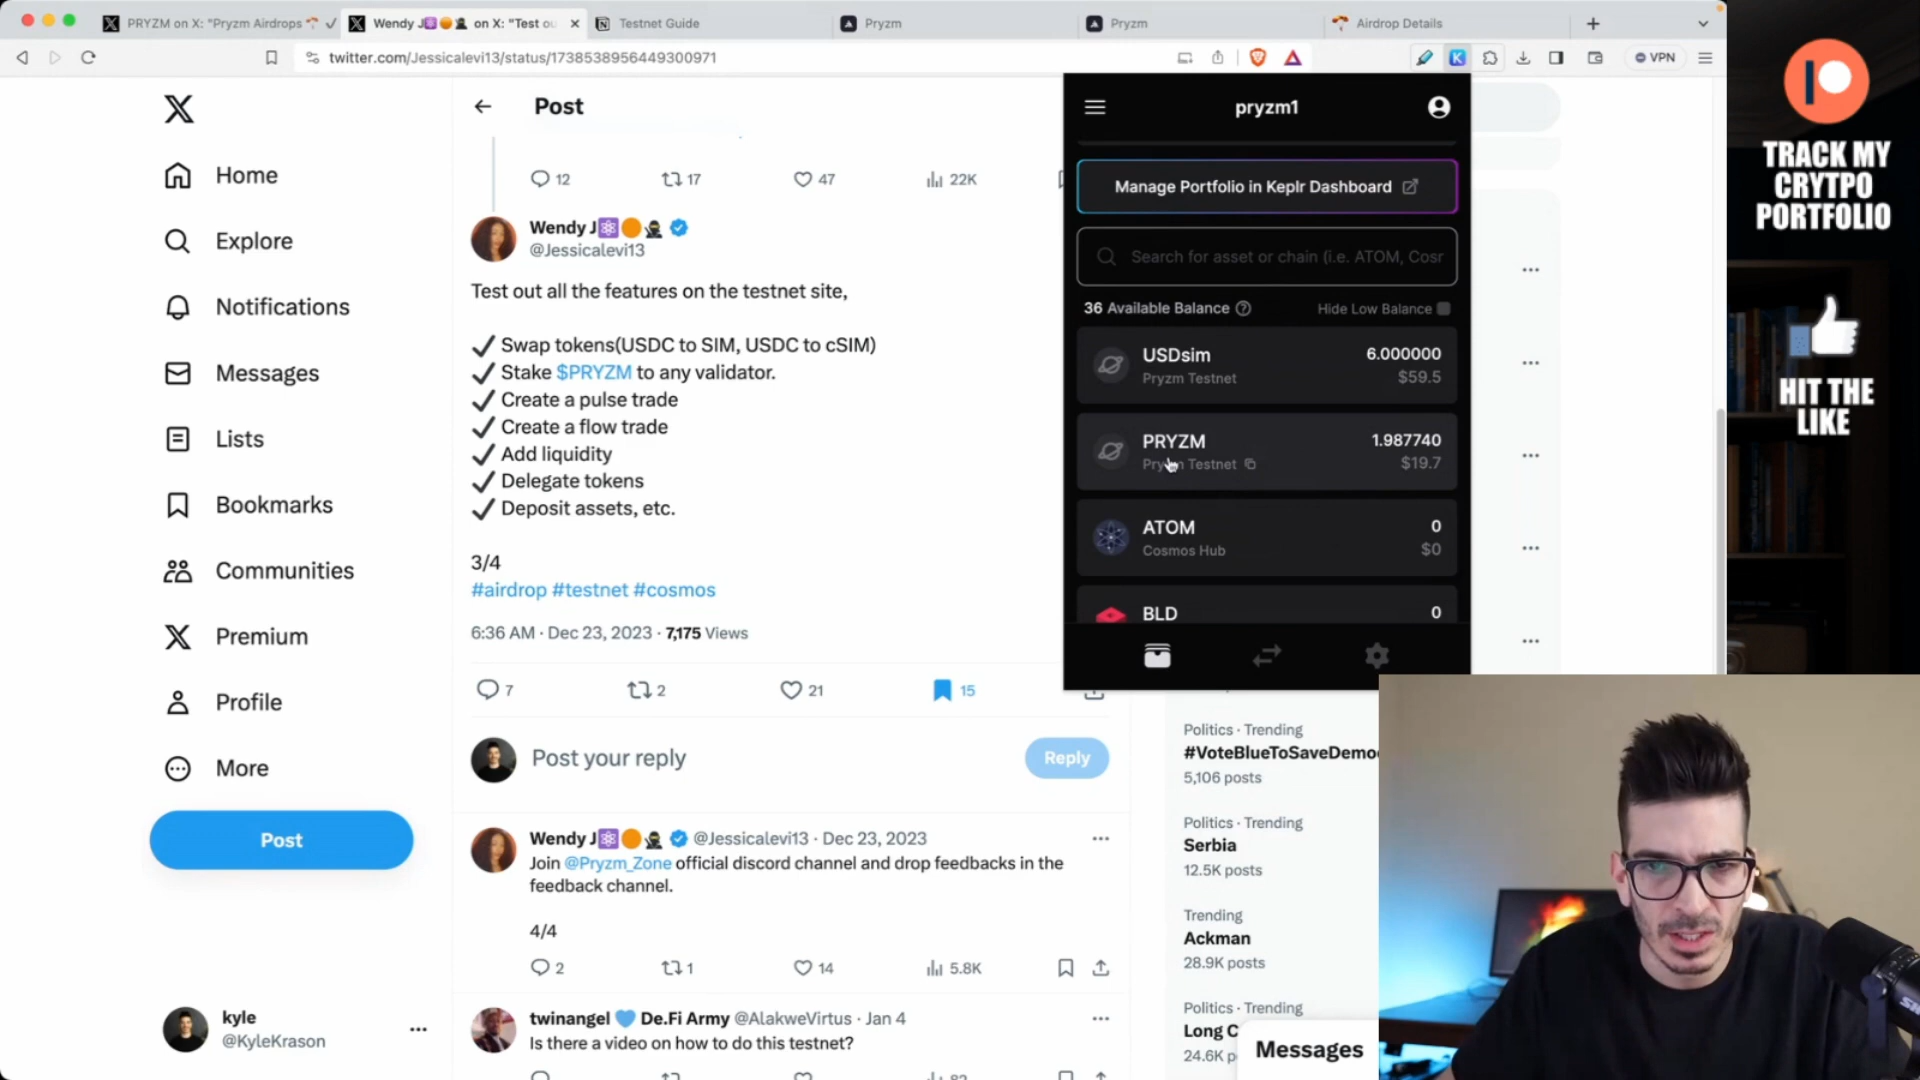 PRYZM on X: "Pryzm Airdrops
Wendy J on X: "Test ou
Testnet Guide
Pryzm
Pryzm
Airdrop Details
twitter.com/Jessicalevi13/status/1738538956449300971
VPN
Home
Explore
Notifications
Messages
Lists
Bookmarks
Communities
Premium
Profile
More
Post
kyle
@KyleKrason
Post
12
17
47
22K
Wendy J
@Jessicalevi13
Test out all the features on the testnet site,
Swap tokens(USDC to SIM, USDC to cSIM)
Stake $PRYZM to any validator.
Create a pulse trade
Create a flow trade
Add liquidity
Delegate tokens
Deposit assets, etc.
3/4
#airdrop #testnet #cosmos
6:36 AM · Dec 23, 2023 · 7,175 Views
7
2
21
15
Post your reply
Reply
Wendy J @Jessicalevi13 · Dec 23, 2023
Join @Pryzm_Zone official discord channel and drop feedbacks in the
feedback channel.
4/4
2
1
14
5.8K
twinangel De.Fi Army @AlakweVirtus · Jan 4
Is there a video on how to do this testnet?
pryzm1
Manage Portfolio in Keplr Dashboard
Search for asset or chain (i.e. ATOM, Cosr
36 Available Balance
Hide Low Balance
USDsim
6.000000
Pryzm Testnet
$59.5
PRYZM
1.987740
Pryzm Testnet
$19.7
ATOM
0
Cosmos Hub
$0
BLD
0
Politics · Trending
#VoteBlueToSaveDemo
5,106 posts
Politics · Trending
Serbia
12.5K posts
Trending
Ackman
28.9K posts
Politics · Trending
Long C
24.6K p
Messages
TRACK MY
CRYTPO
PORTFOLIO
HIT THE
LIKE